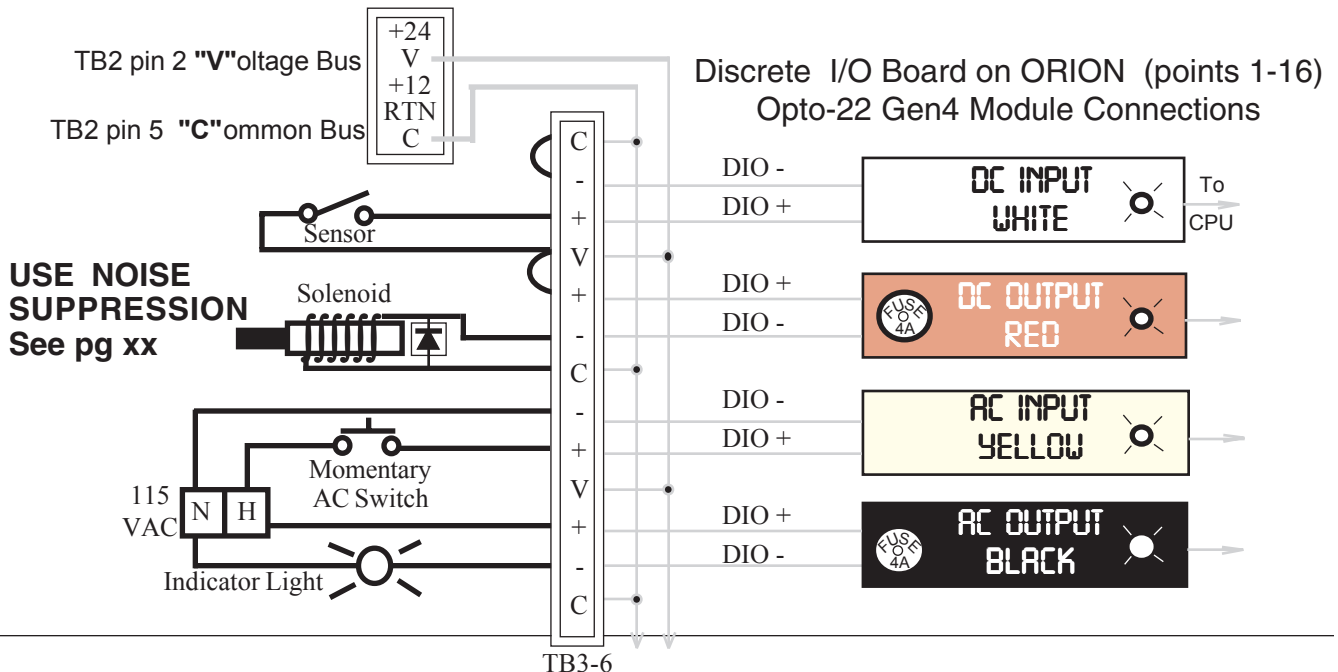 +24
V
+12
RTN
C
TB2 pin 2 "V"oltage Bus
TB2 pin 5 "C"ommon Bus
Discrete I/O Board on ORION (points 1-16)
Opto-22 Gen4 Module Connections
C
-
+
V
+
-
C
-
+
V
+
-
C
TB3-6
Sensor
USE NOISE
SUPPRESSION
See pg xx
Solenoid
Momentary
AC Switch
115
VAC
N H
Indicator Light
DIO -
DIO +
DC INPUT
WHITE
To
CPU
DIO +
DIO -
FUSE
4A
DC OUTPUT
RED
DIO -
DIO +
AC INPUT
YELLOW
DIO +
DIO -
FUSE
4A
AC OUTPUT
BLACK